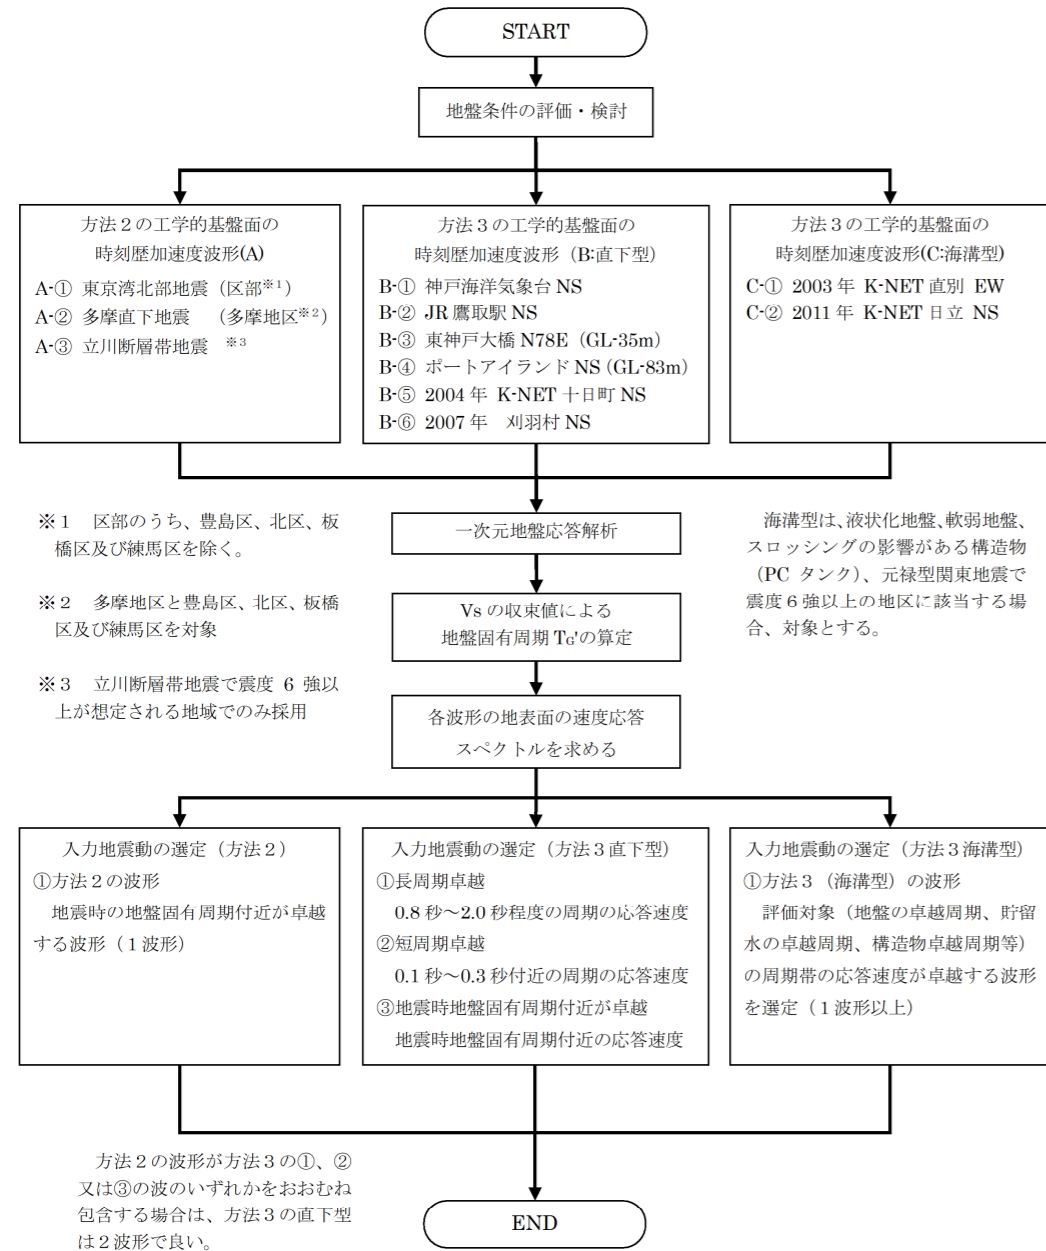 START
地盤条件の評価・検討
方法２の工学的基盤面の
時刻歴加速度波形(A)
A-① 東京湾北部地震（区部※1）
A-② 多摩直下地震　（多摩地区※2）
A-③ 立川断層帯地震　※3
方法３の工学的基盤面の
時刻歴加速度波形（B:直下型）
B-① 神戸海洋気象台 NS
B-② JR 鷹取駅 NS
B-③ 東神戸大橋 N78E（GL-35m）
B-④ ポートアイランド NS（GL-83m）
B-⑤ 2004 年 K-NET 十日町 NS
B-⑥ 2007 年　刈羽村 NS
方法３の工学的基盤面の
時刻歴加速度波形(C:海溝型)
C-① 2003 年 K-NET 直別 EW
C-② 2011 年 K-NET 日立 NS
※１　区部のうち、豊島区、北区、板
橋区及び練馬区を除く。
※２　多摩地区と豊島区、北区、板橋
区及び練馬区を対象
※３　立川断層帯地震で震度 6 強以
上が想定される地域でのみ採用
一次元地盤応答解析
Vs の収束値による
地盤固有周期 TG'の算定
各波形の地表面の速度応答
スペクトルを求める
海溝型は、液状化地盤、軟弱地盤、
スロッシングの影響がある構造物
（PC タンク）、元禄型関東地震で
震度６強以上の地区に該当する場
合、対象とする。
入力地震動の選定（方法２）
①方法２の波形
地震時の地盤固有周期付近が卓越
する波形（１波形）
入力地震動の選定（方法３直下型）
①長周期卓越
0.8 秒～2.0 秒程度の周期の応答速度
②短周期卓越
0.1 秒～0.3 秒付近の周期の応答速度
③地震時地盤固有周期付近が卓越
地震時地盤固有周期付近の応答速度
入力地震動の選定（方法３海溝型）
①方法３（海溝型）の波形
評価対象（地盤の卓越周期、貯留
水の卓越周期、構造物卓越周期等）
の周期帯の応答速度が卓越する波形
を選定（１波形以上）
方法２の波形が方法３の①、②
又は③の波のいずれかをおおむね
包含する場合は、方法３の直下型
は２波形で良い。
END